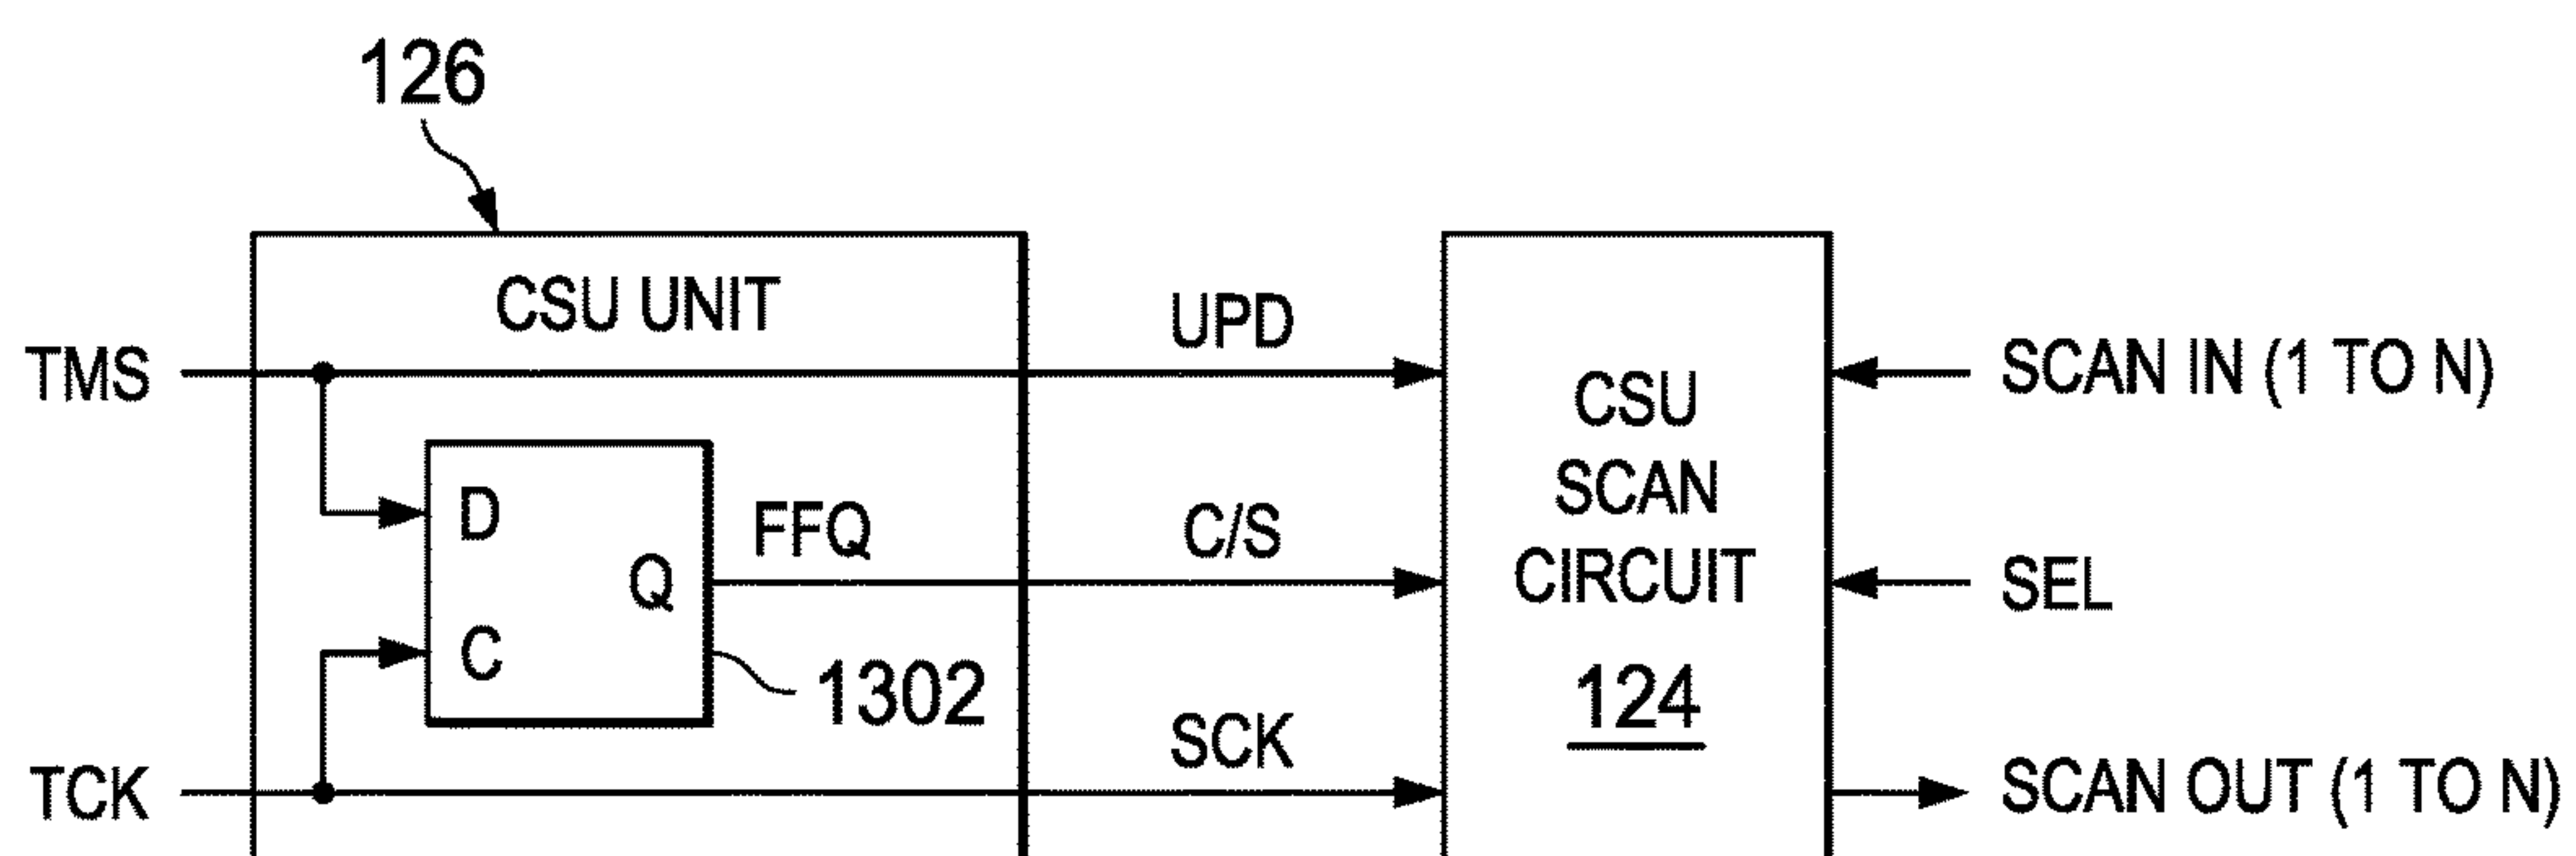 126
CSU UNIT
UPD
TMS
SCAN IN (1 TO N)
CSU
SCAN
CIRCUIT
124
D
FFQ
C/S
Q
SEL
C
1302
SCK
TCK
SCAN OUT (1 TO N)